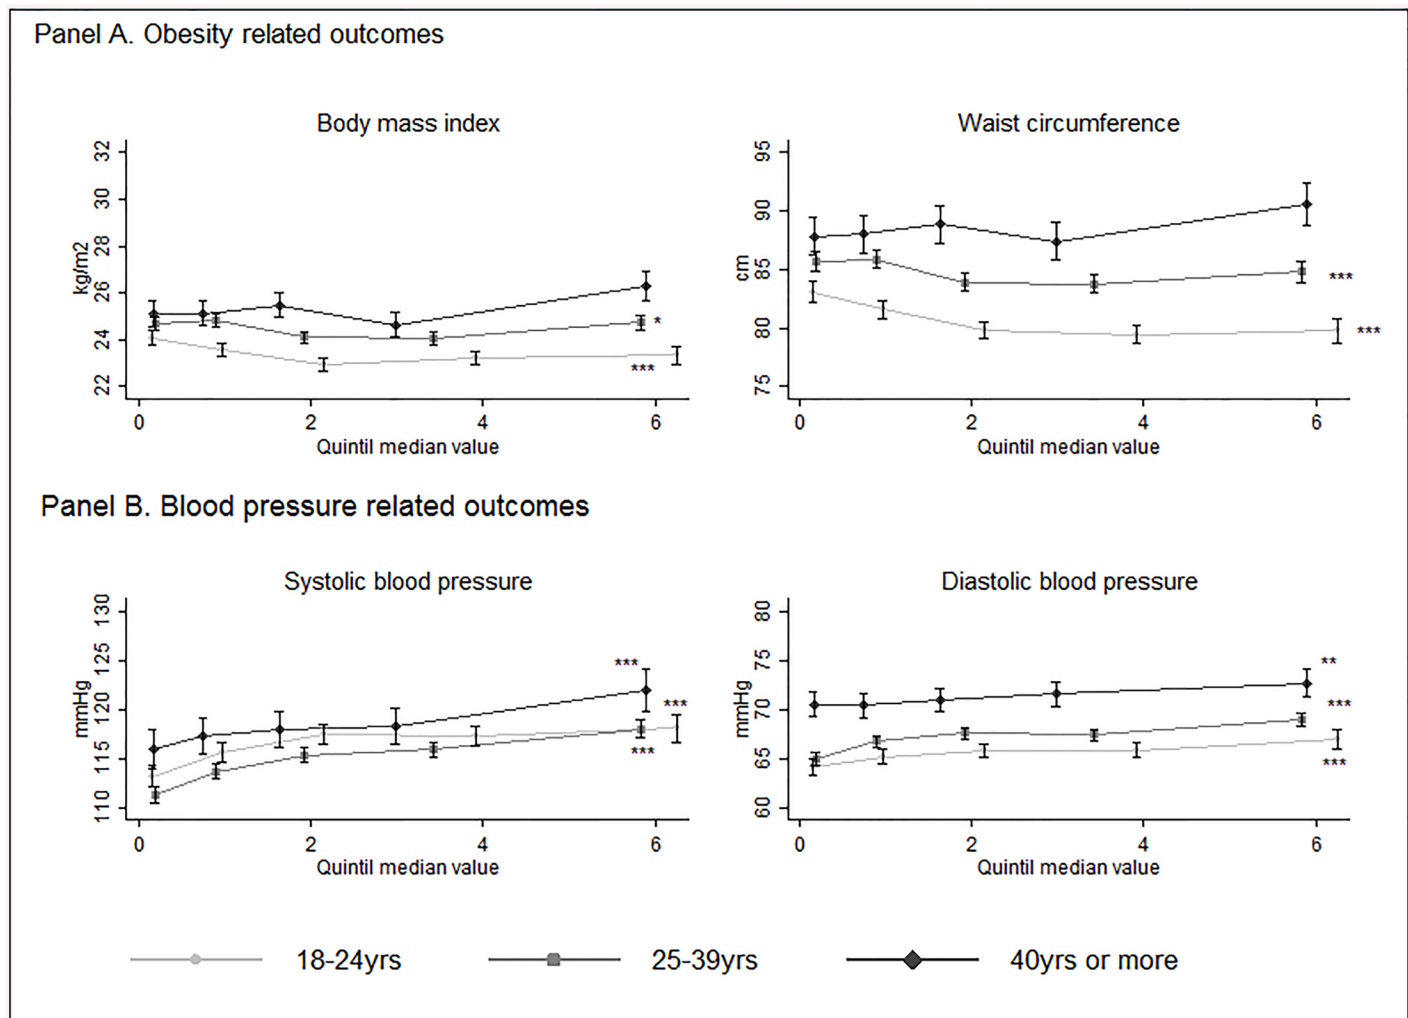 Panel A. Obesity related outcomes
Body mass index
Waist circumference
kg/m2
32
30
28
26
24
22
*
***
0 2 4 6
Quintil median value
cm
95
90
85
80
75
***
***
0 2 4 6
Quintil median value
Panel B. Blood pressure related outcomes
Systolic blood pressure
Diastolic blood pressure
mmHg
130
125
120
115
110
***
***
***
0 2 4 6
Quintil median value
mmHg
80
75
70
65
60
**
***
***
0 2 4 6
Quintil median value
18-24yrs 25-39yrs 40yrs or more